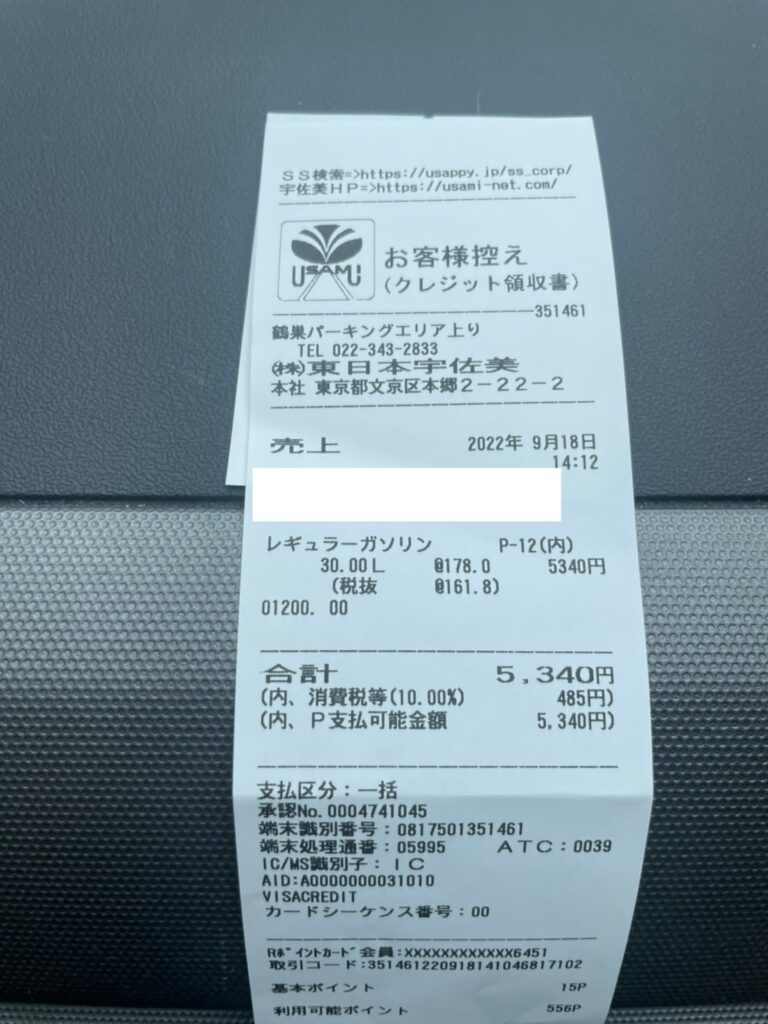 SS検索=>https://usappy.jp/ss_corp/
宇佐美HP=>https://usami-net.com/
USAMI
お客様控え
(クレジット領収書)
351461
鶴巣パーキングエリア上り
TEL 022-343-2833
(株)東日本宇佐美
本社 東京都文京区本郷2-22-2
売上 2022年 9月18日
14:12
レギュラーガソリン P-12(内)
30.00L @178.0 5340円
(税抜 @161.8)
01200. 00
合計 5,340円
(内、消費税等(10.00%) 485円)
(内、P支払可能金額 5,340円)
支払区分:一括
承認No.0004741045
端末識別番号:0817501351461
端末処理通番:05995 ATC:0039
IC/MS識別子:IC
AID:A0000000031010
VISACREDIT
カードシーケンス番号:00
Rポイントカード会員:XXXXXXXXXXXX6451
取引コード:351461220918141046817102
基本ポイント 15P
利用可能ポイント 556P